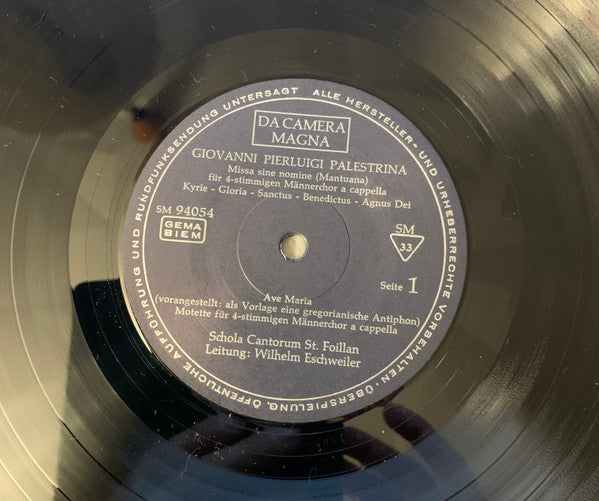 ALLE HERSTELLER- UND URHEBERRECHTE VORBEHALTEN · ÜBERSPIELUNG, ÖFFENTLICHE AUFFÜHRUNG UND RUNDFUNKSENDUNG UNTERSAGT
DA CAMERA
MAGNA
GIOVANNI PIERLUIGI PALESTRINA
Missa sine nomine (Mantuana)
für 4-stimmigen Männerchor a cappella
Kyrie - Gloria - Sanctus - Benedictus - Agnus Dei
SM 94054
GEMA
BIEM
SM
33
Seite 1
Ave Maria
(vorangestellt: als Vorlage eine gregorianische Antiphon)
Motette für 4-stimmigen Männerchor a cappella
Schola Cantorum St. Foillan
Leitung: Wilhelm Eschweiler